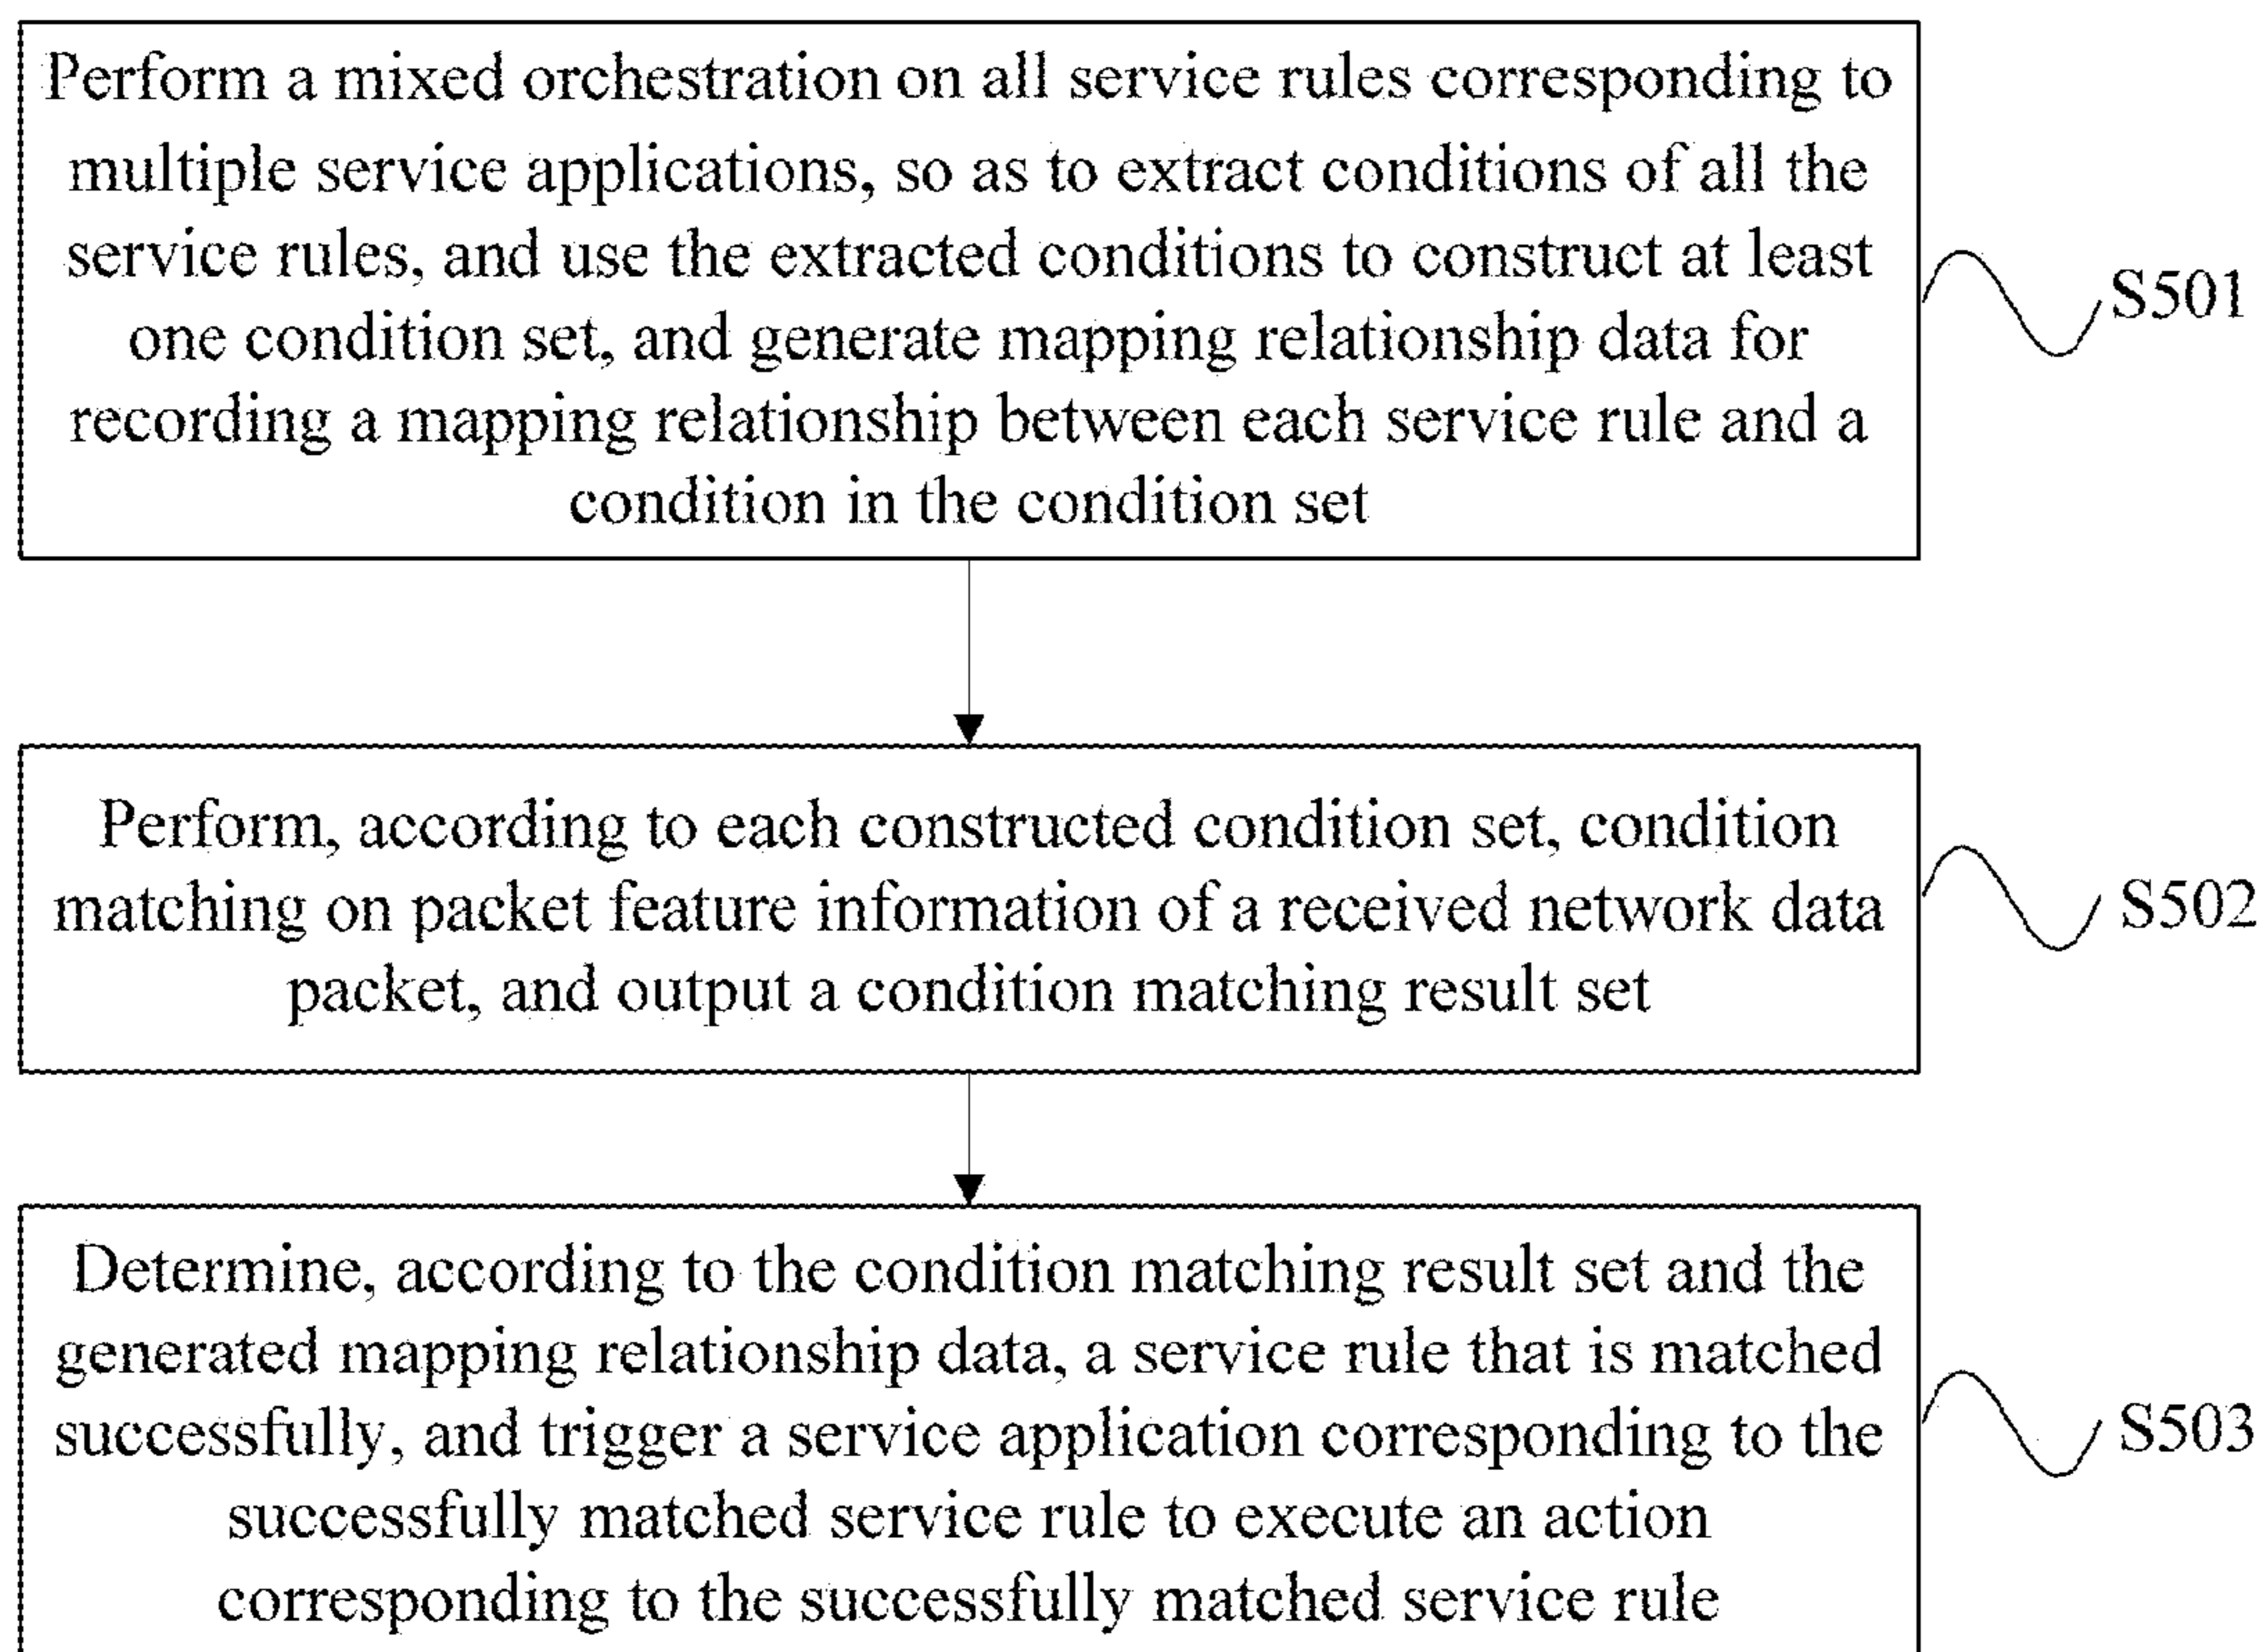 Perform a mixed orchestration on all service rules corresponding to
multiple service applications, so as to extract conditions of all the
service rules, and use the extracted conditions to construct at least
one condition set, and generate mapping relationship data for
recording a mapping relationship between each service rule and a
condition in the condition set
S501
Perform, according to each constructed condition set, condition
matching on packet feature information of a received network data
packet, and output a condition matching result set
S502
Determine, according to the condition matching result set and the
generated mapping relationship data, a service rule that is matched
successfully, and trigger a service application corresponding to the
successfully matched service rule to execute an action
corresponding to the successfully matched service rule
S503